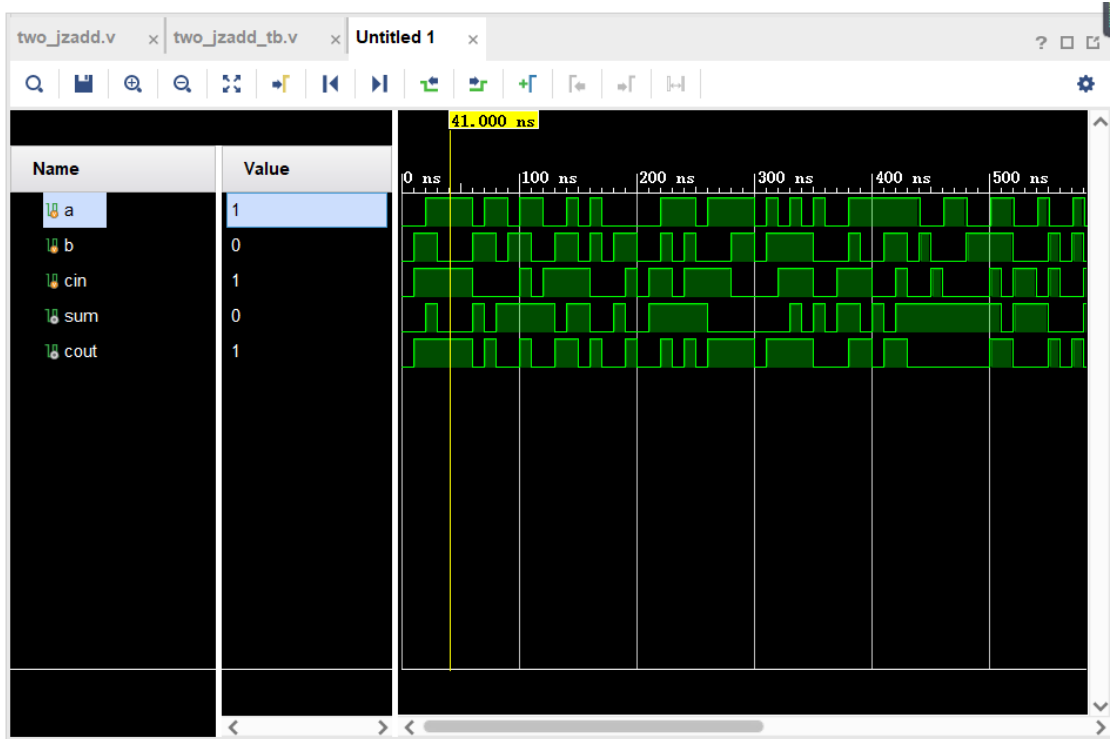 two_jzadd.v × two_jzadd_tb.v × Untitled 1 ×
?
41.000 ns
Name Value
0 ns 100 ns 200 ns 300 ns 400 ns 500 ns
a 1
b 0
cin 1
sum 0
cout 1